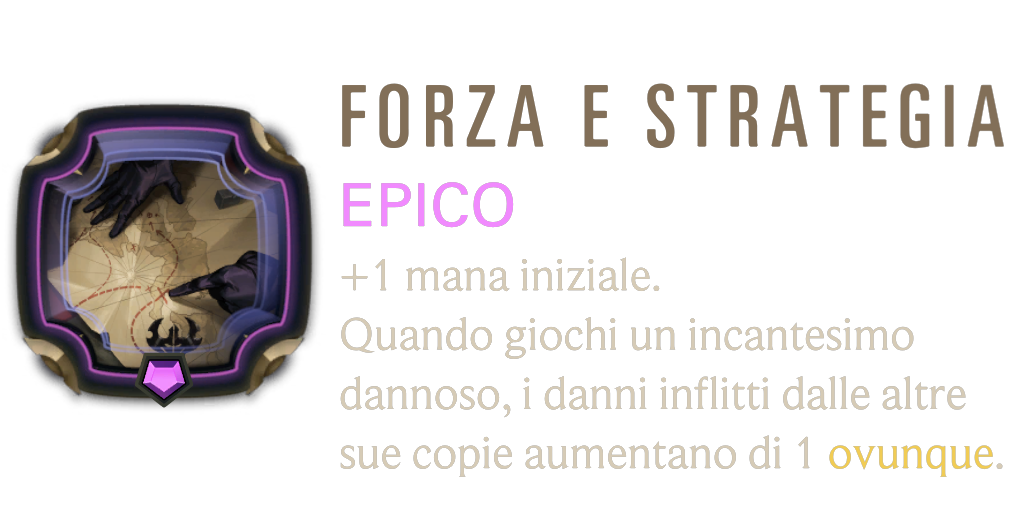 FORZA E STRATEGIA
EPICO
+1 mana iniziale.
Quando giochi un incantesimo
dannoso, i danni inflitti dalle altre
sue copie aumentano di 1 ovunque.